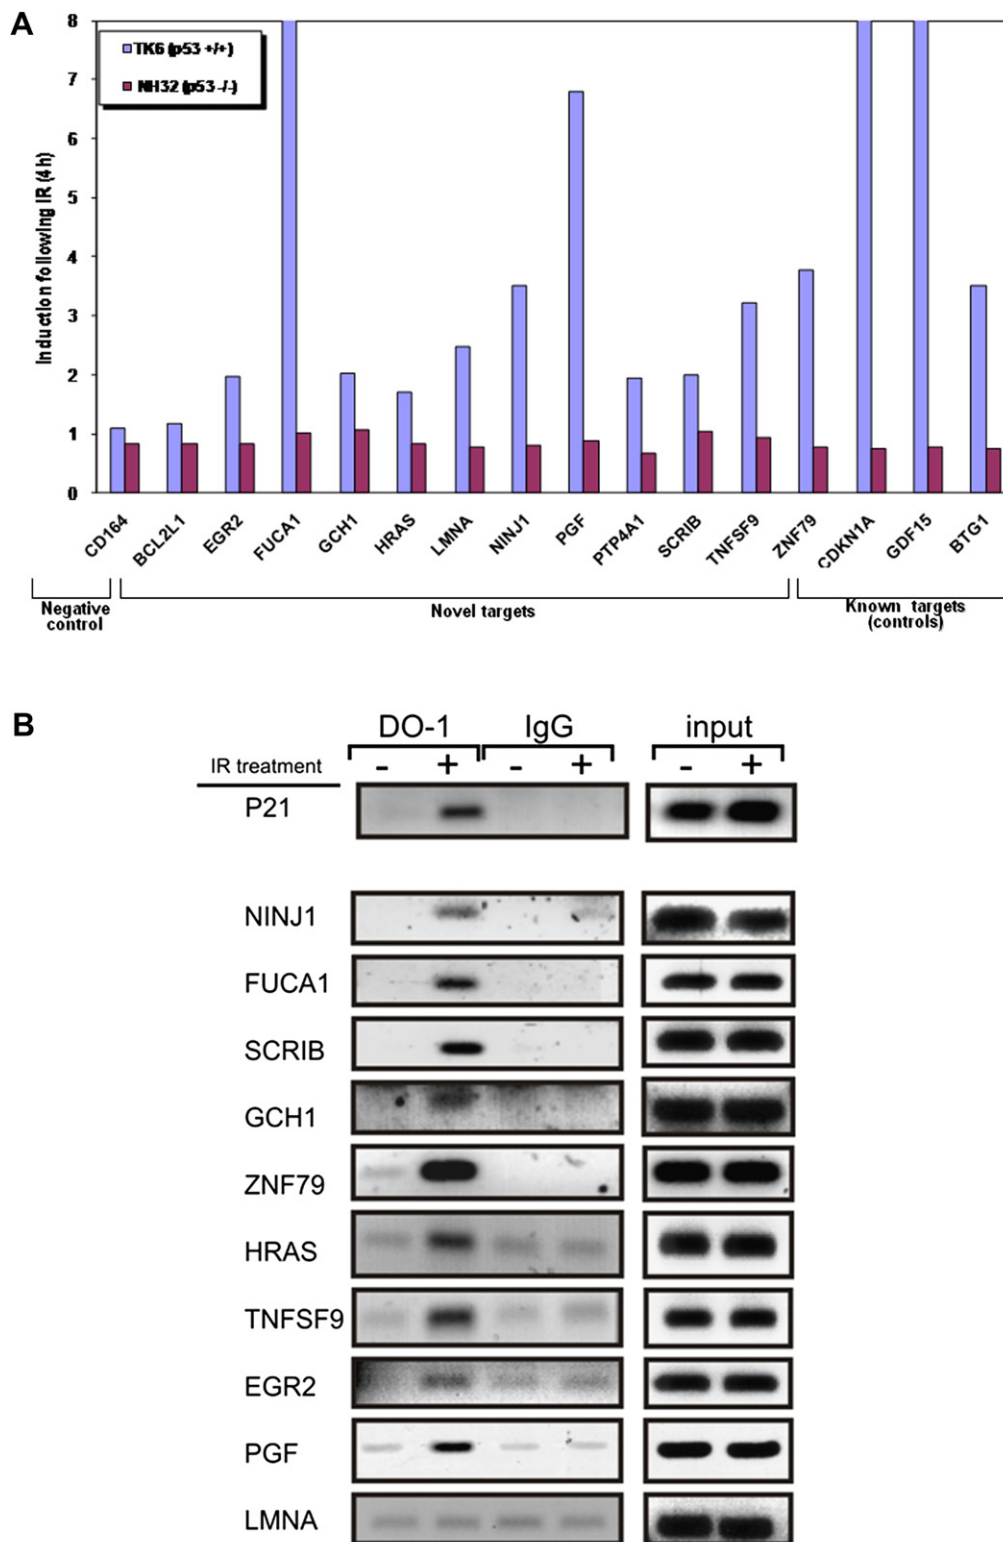 A
TK6 (p53 +/+)
NH32 (p53 -/-)
Induction following IR (4h)
8
7
6
5
4
3
2
1
0
CD164 BCL2L1 EGR2 FUCA1 GCH1 HRAS LMNA NINJ1 PGF PTP4A1 SCRIB TNFSF9 ZNF79 CDKN1A GDF15 BTG1
Negative control
Novel targets
Known targets (controls)
B
DO-1 IgG input
IR treatment - + - + - +
P21
NINJ1
FUCA1
SCRIB
GCH1
ZNF79
HRAS
TNFSF9
EGR2
PGF
LMNA